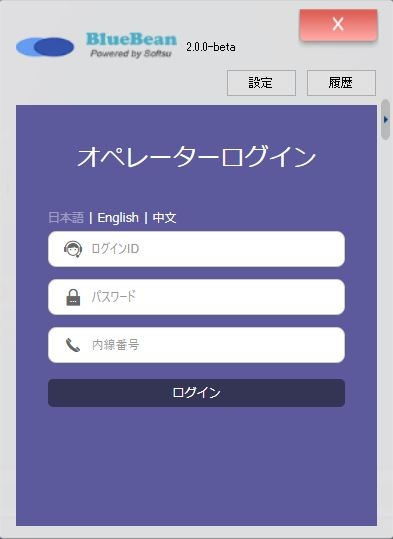 X
BlueBean
Powered by Softsu 2.0.0-beta
設定 履歴
オペレーターログイン
日本語 | English | 中文
ログインID
パスワード
内線番号
ログイン